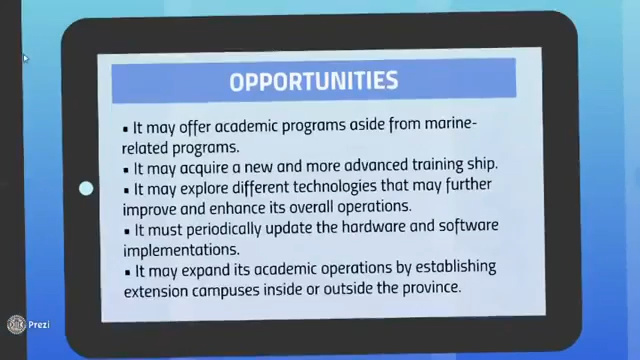 OPPORTUNITIES
▪ It may offer academic programs aside from marine-
related programs.
▪ It may acquire a new and more advanced training ship.
▪ It may explore different technologies that may further
improve and enhance its overall operations.
▪ It must periodically update the hardware and software
implementations.
▪ It may expand its academic operations by establishing
extension campuses inside or outside the province.
Prezi